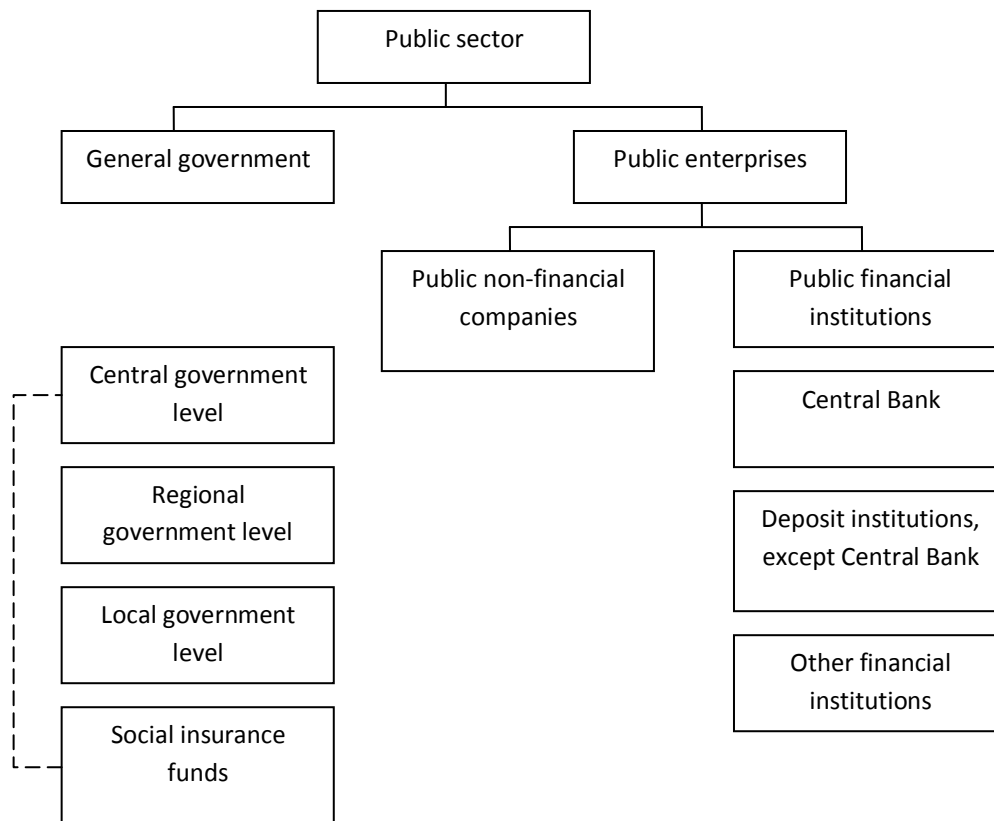 Public sector
General government
Public enterprises
Public non-financial
companies
Public financial
institutions
Central government
level
Central Bank
Regional
government level
Deposit institutions,
except Central Bank
Local government
level
Other financial
institutions
Social insurance
funds